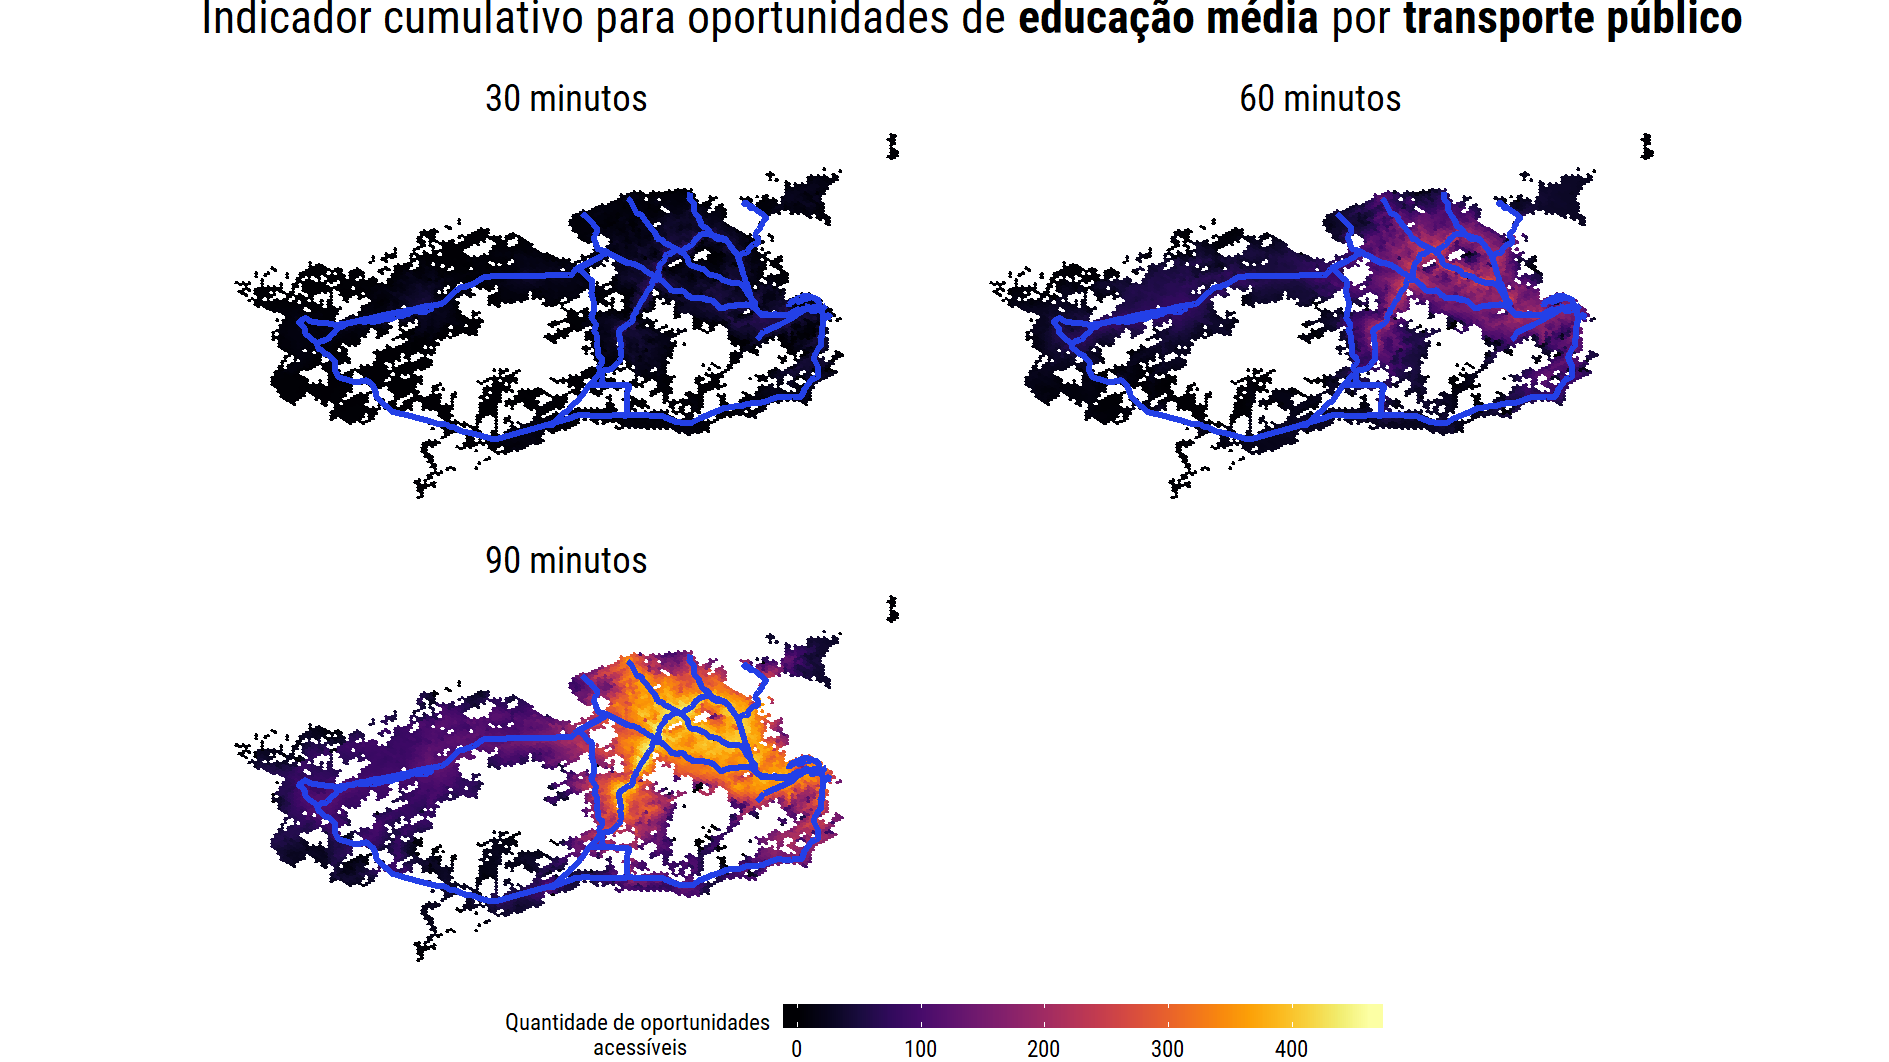 Indicador cumulativo para oportunidades de educação média por transporte público
30 minutos
60 minutos
90 minutos
Quantidade de oportunidades
acessíveis
0 100 200 300 400